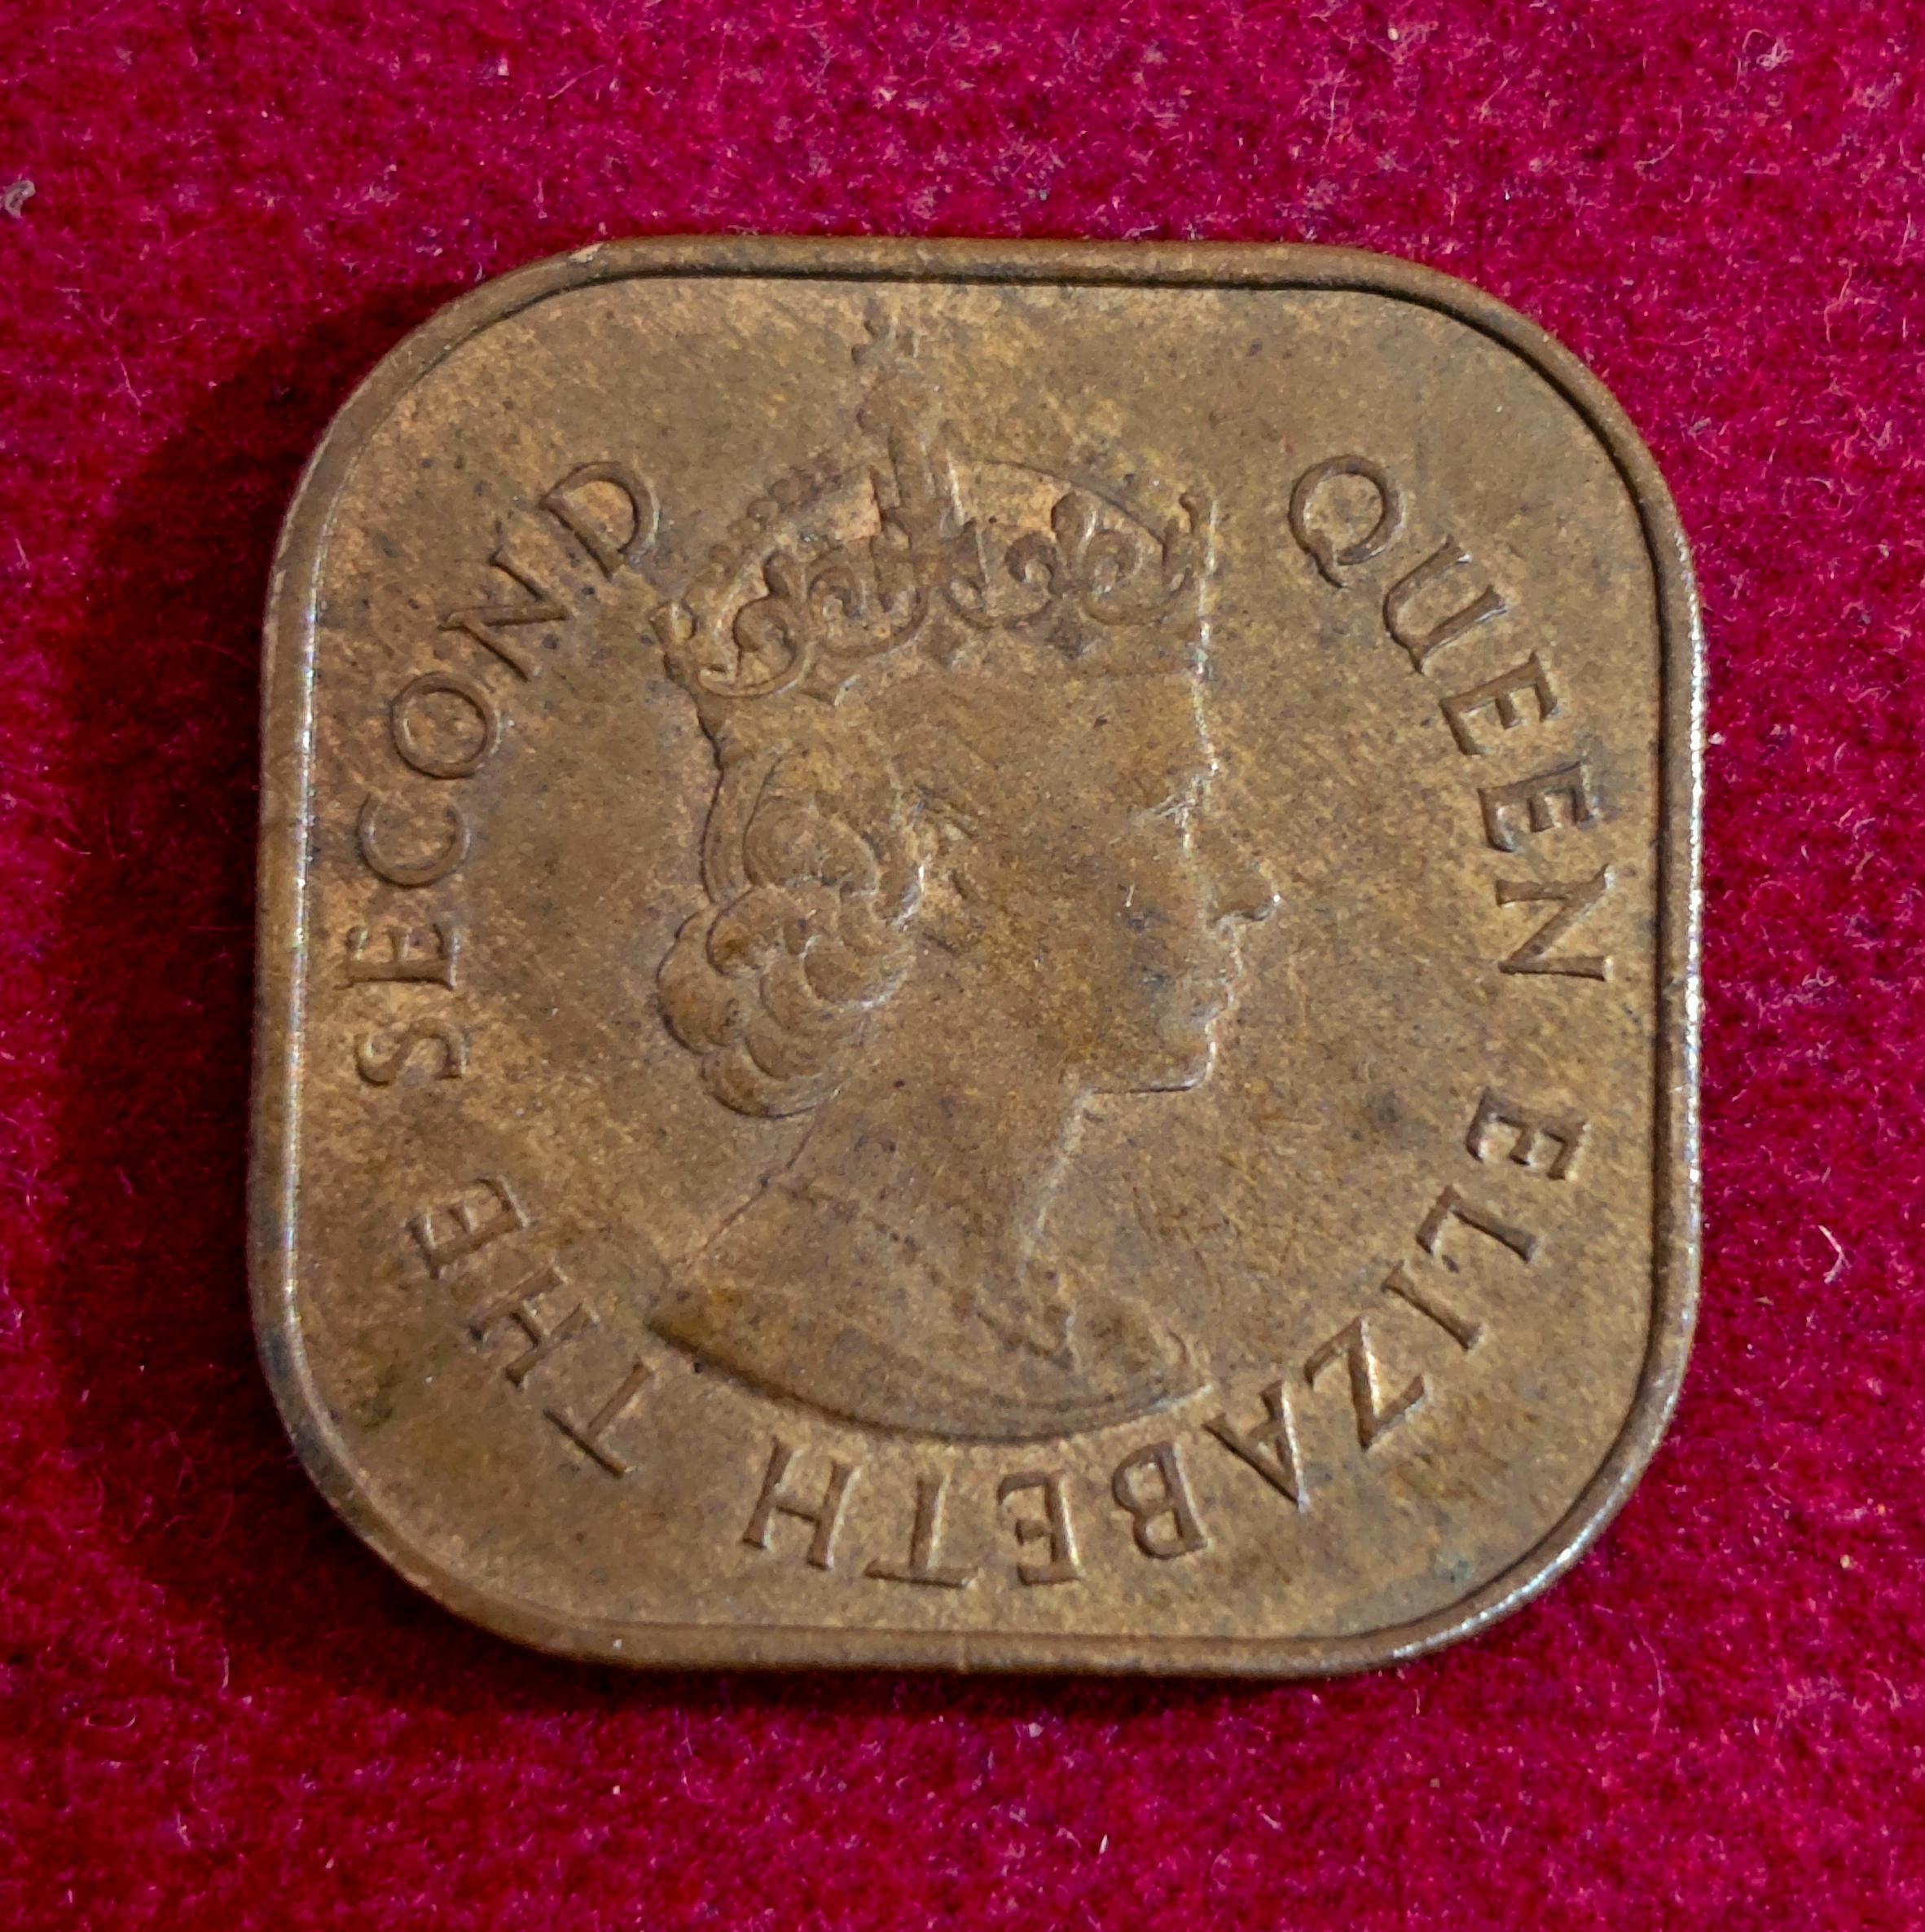 QUEEN ELIZABETH THE SECOND